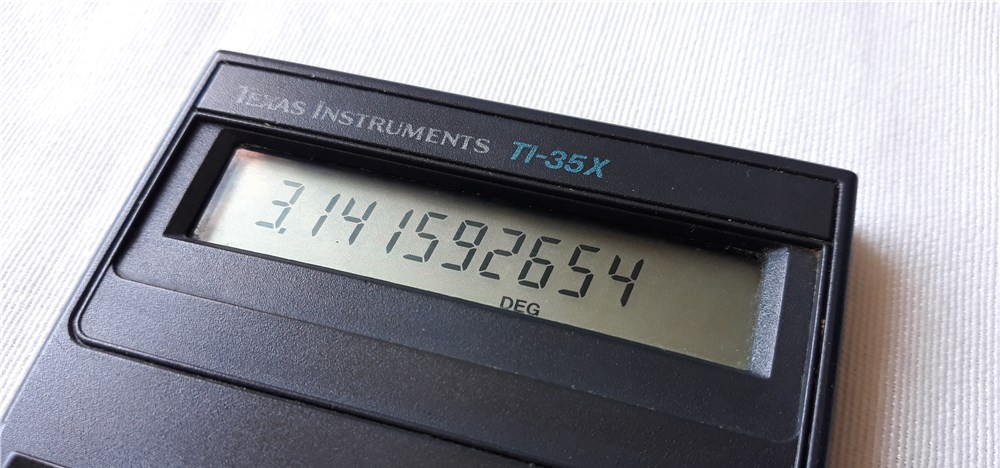 TEXAS INSTRUMENTS TI-35X
3.141592654
DEG